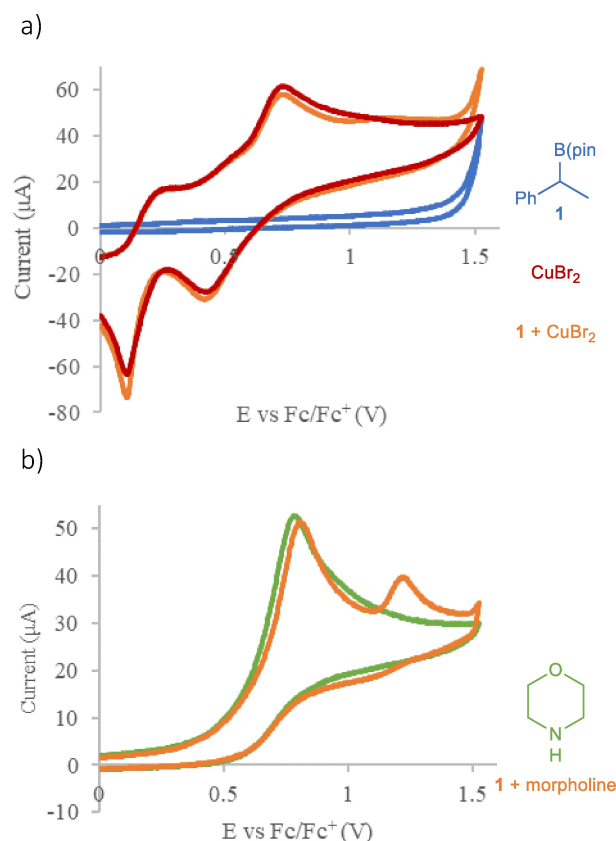 a)
60
40
20
0
-20
-40
-60
-80
0
0.5
1
1.5
Current (μA)
E vs Fc/Fc⁺ (V)
B(pin
Ph
1
CuBr₂
1 + CuBr₂
b)
50
40
30
20
10
0
-10
0
0.5
1
1.5
Current (μA)
E vs Fc/Fc⁺ (V)
O
N
H
1 + morpholine